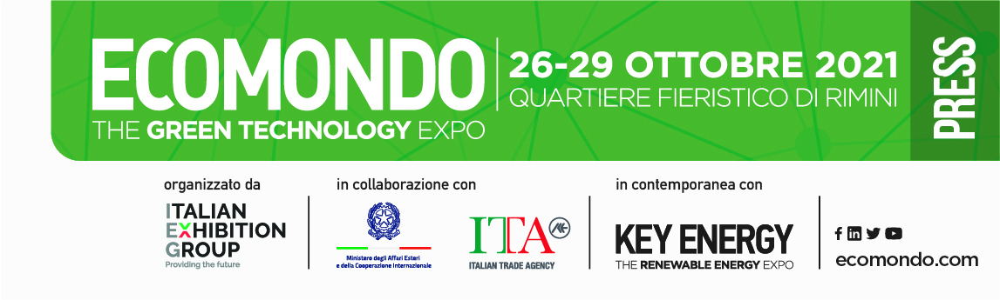 ECOMONDO
THE GREEN TECHNOLOGY EXPO
26-29 OTTOBRE 2021
QUARTIERE FIERISTICO DI RIMINI
PRESS
organizzato da
ITALIAN
EXHIBITION
GROUP
Providing the future
in collaborazione con
Ministero degli Affari Esteri
e della Cooperazione Internazionale
ITA
ITALIAN TRADE AGENCY
in contemporanea con
KEY ENERGY
THE RENEWABLE ENERGY EXPO
ecomondo.com